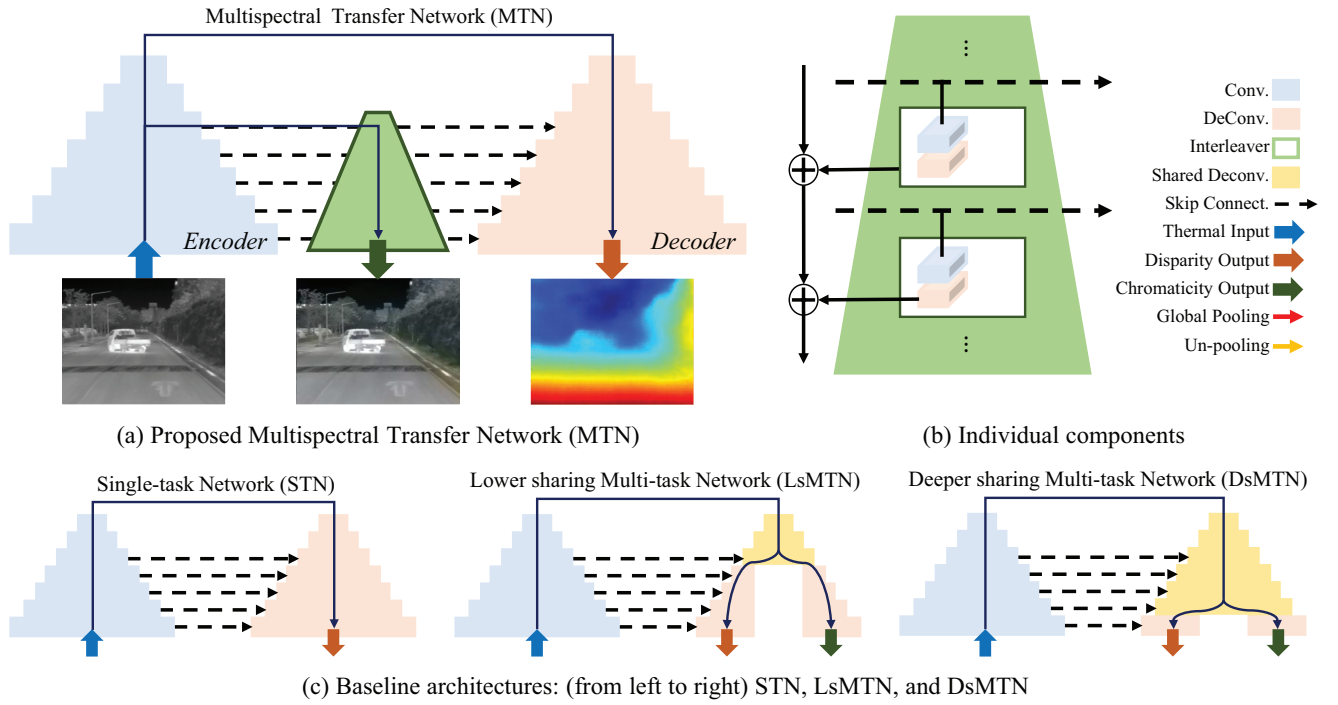 Multispectral Transfer Network (MTN)
Encoder
Decoder
(a) Proposed Multispectral Transfer Network (MTN)
Conv.
DeConv.
Interleaver
Shared Deconv.
Skip Connect.
Thermal Input
Disparity Output
Chromaticity Output
Global Pooling
Un-pooling
(b) Individual components
Single-task Network (STN)
Lower sharing Multi-task Network (LsMTN)
Deeper sharing Multi-task Network (DsMTN)
(c) Baseline architectures: (from left to right) STN, LsMTN, and DsMTN